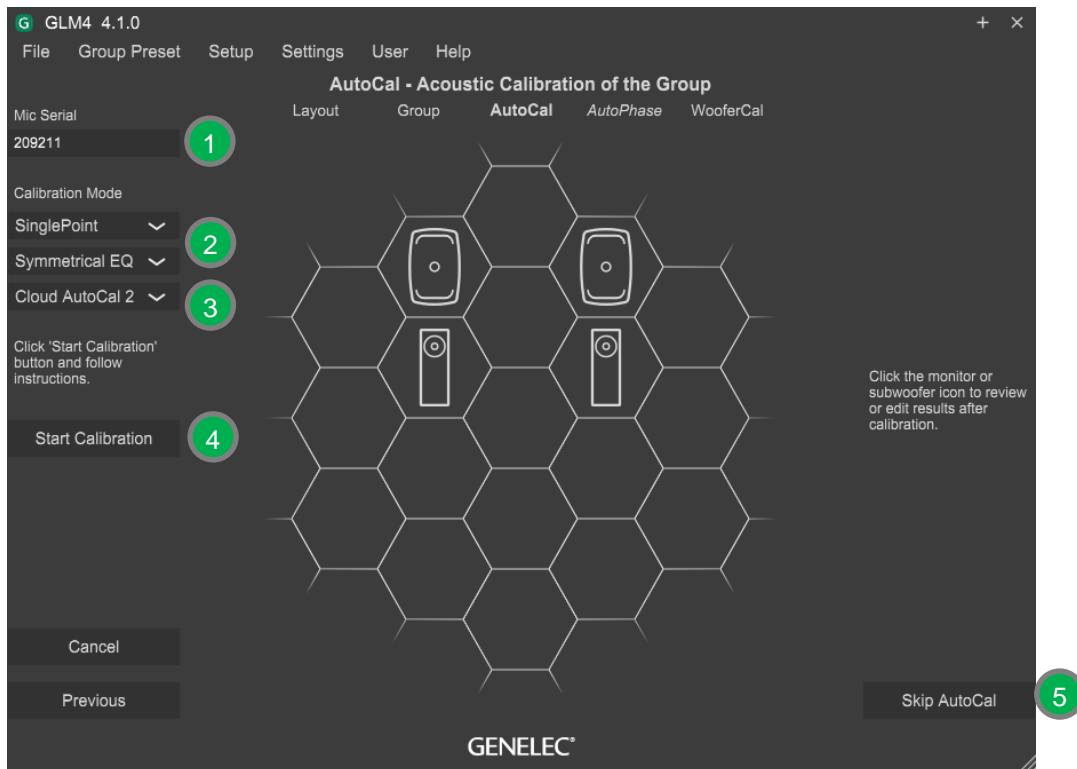 G GLM4 4.1.0 + ×
File Group Preset Setup Settings User Help
AutoCal - Acoustic Calibration of the Group
Layout Group AutoCal AutoPhase WooferCal
Mic Serial
209211
1
Calibration Mode
SinglePoint
2
Symmetrical EQ
Cloud AutoCal 2
3
Click 'Start Calibration'
button and follow
instructions.
Start Calibration
4
Click the monitor or
subwoofer icon to review
or edit results after
calibration.
Cancel
Previous
Skip AutoCal
5
GENELEC®